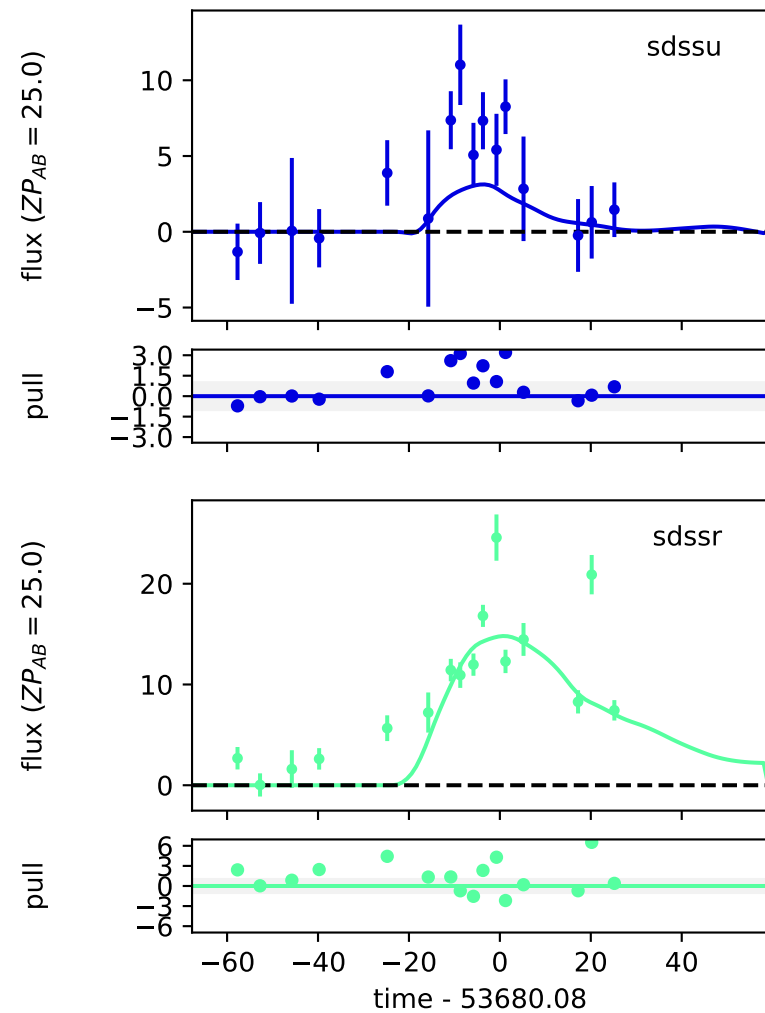 sdssu
flux (ZP_AB = 25.0)
10
5
0
−5
pull
3.0
1.5
0.0
−1.5
−3.0
sdssr
flux (ZP_AB = 25.0)
20
10
0
pull
6
3
0
−3
−6
−60 −40 −20 0 20 40
time - 53680.08